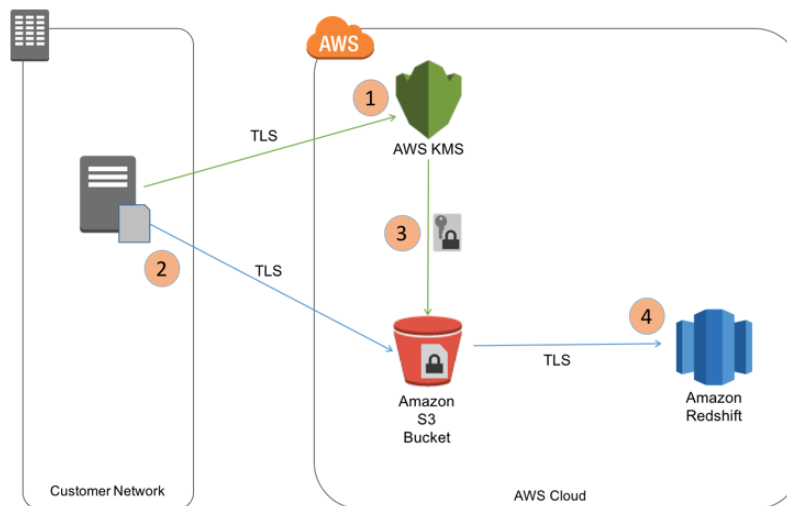 AWS
1
AWS KMS
TLS
3
2
TLS
4
TLS
Amazon
S3
Bucket
Amazon
Redshift
Customer Network
AWS Cloud